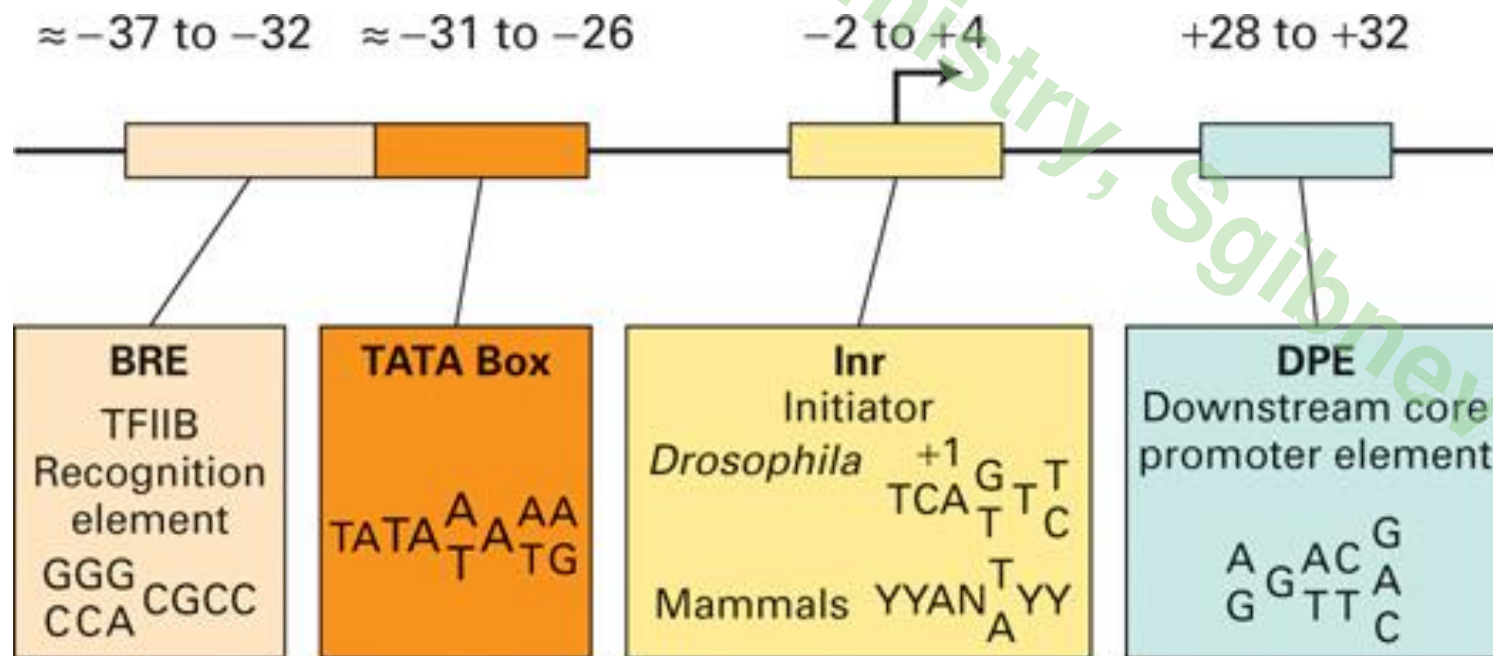 ≈ −37 to −32 ≈ −31 to −26 −2 to +4 +28 to +32
BRE
TFIIB
Recognition
element
GGG
CCA CGCC
TATA Box
A AA
TATA A
T TG
Inr
Initiator
Drosophila +1
G T
TCA T
T C
T
Mammals YYAN YY
A
DPE
Downstream core
promoter element
G
A AC
G A
G TT
C
istry, Sgibney